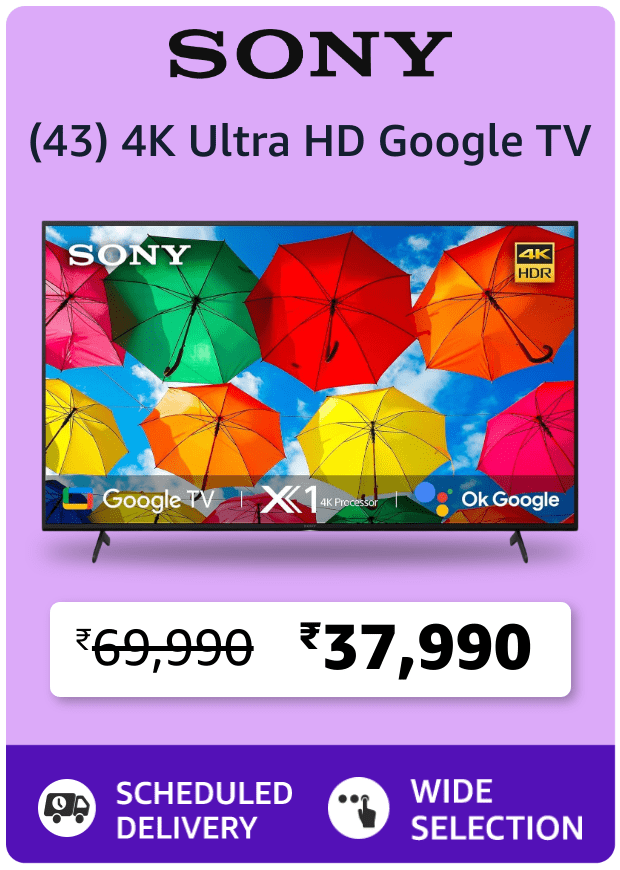 SONY
(43) 4K Ultra HD Google TV
SONY
4K
HDR
Google TV | X1 4K Processor | Ok Google
₹69,990 ₹37,990
SCHEDULED
DELIVERY
WIDE
SELECTION